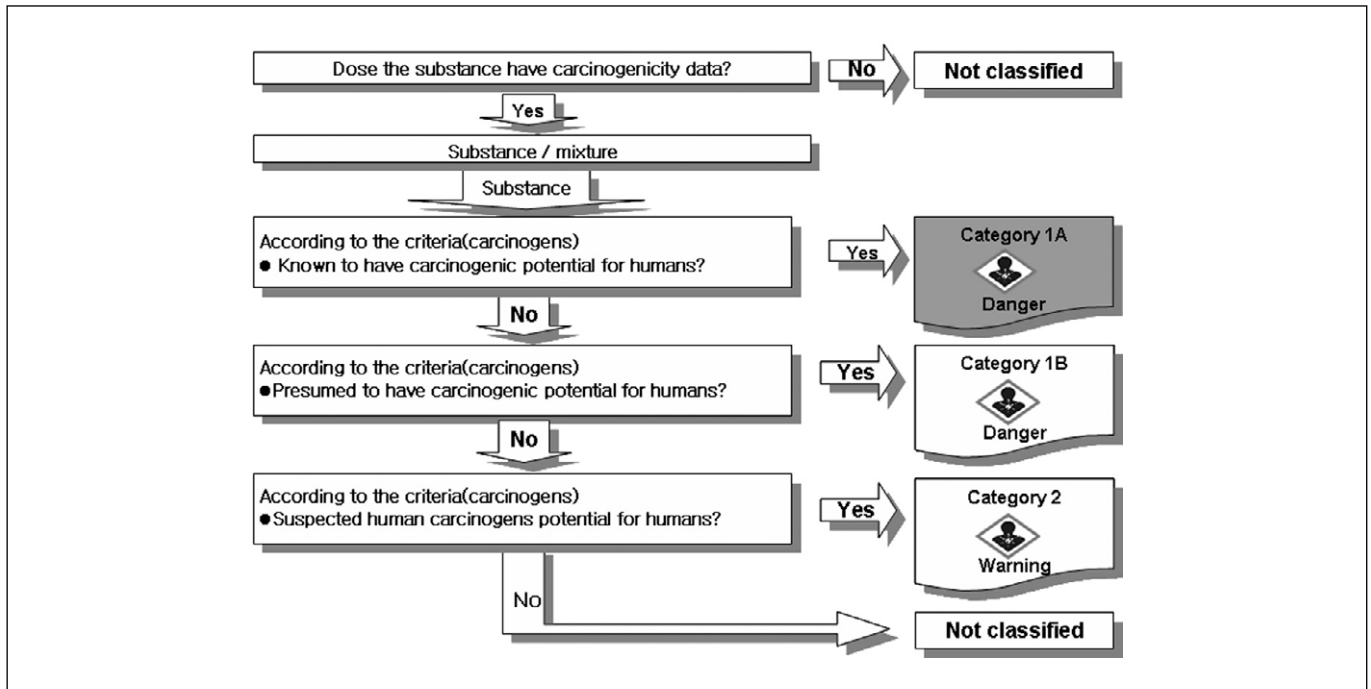 Dose the substance have carcinogenicity data?
No
Not classified
Yes
Substance / mixture
Substance
According to the criteria(carcinogens)
● Known to have carcinogenic potential for humans?
Yes
Category 1A
Danger
No
According to the criteria(carcinogens)
●Presumed to have carcinogenic potential for humans?
Yes
Category 1B
Danger
No
According to the criteria(carcinogens)
●Suspected human carcinogens potential for humans?
Yes
Category 2
Warning
No
Not classified